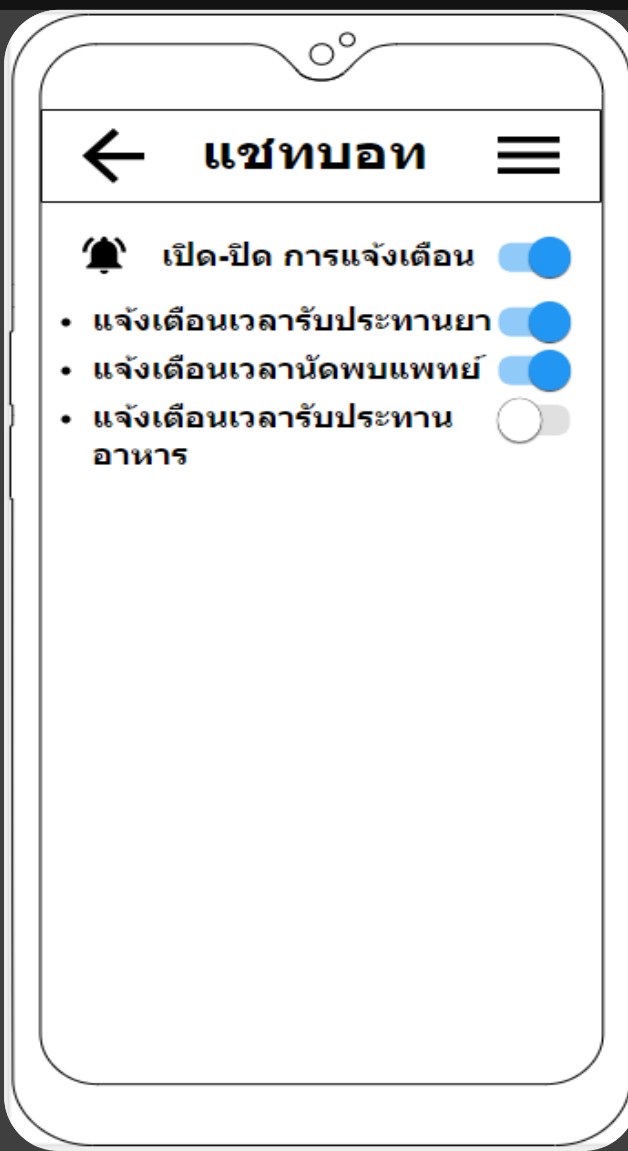 แชทบอท
เปิด-ปิด การแจ้งเตือน
• แจ้งเตือนเวลารับประทานยา
• แจ้งเตือนเวลานัดพบแพทย์
• แจ้งเตือนเวลารับประทาน
อาหาร